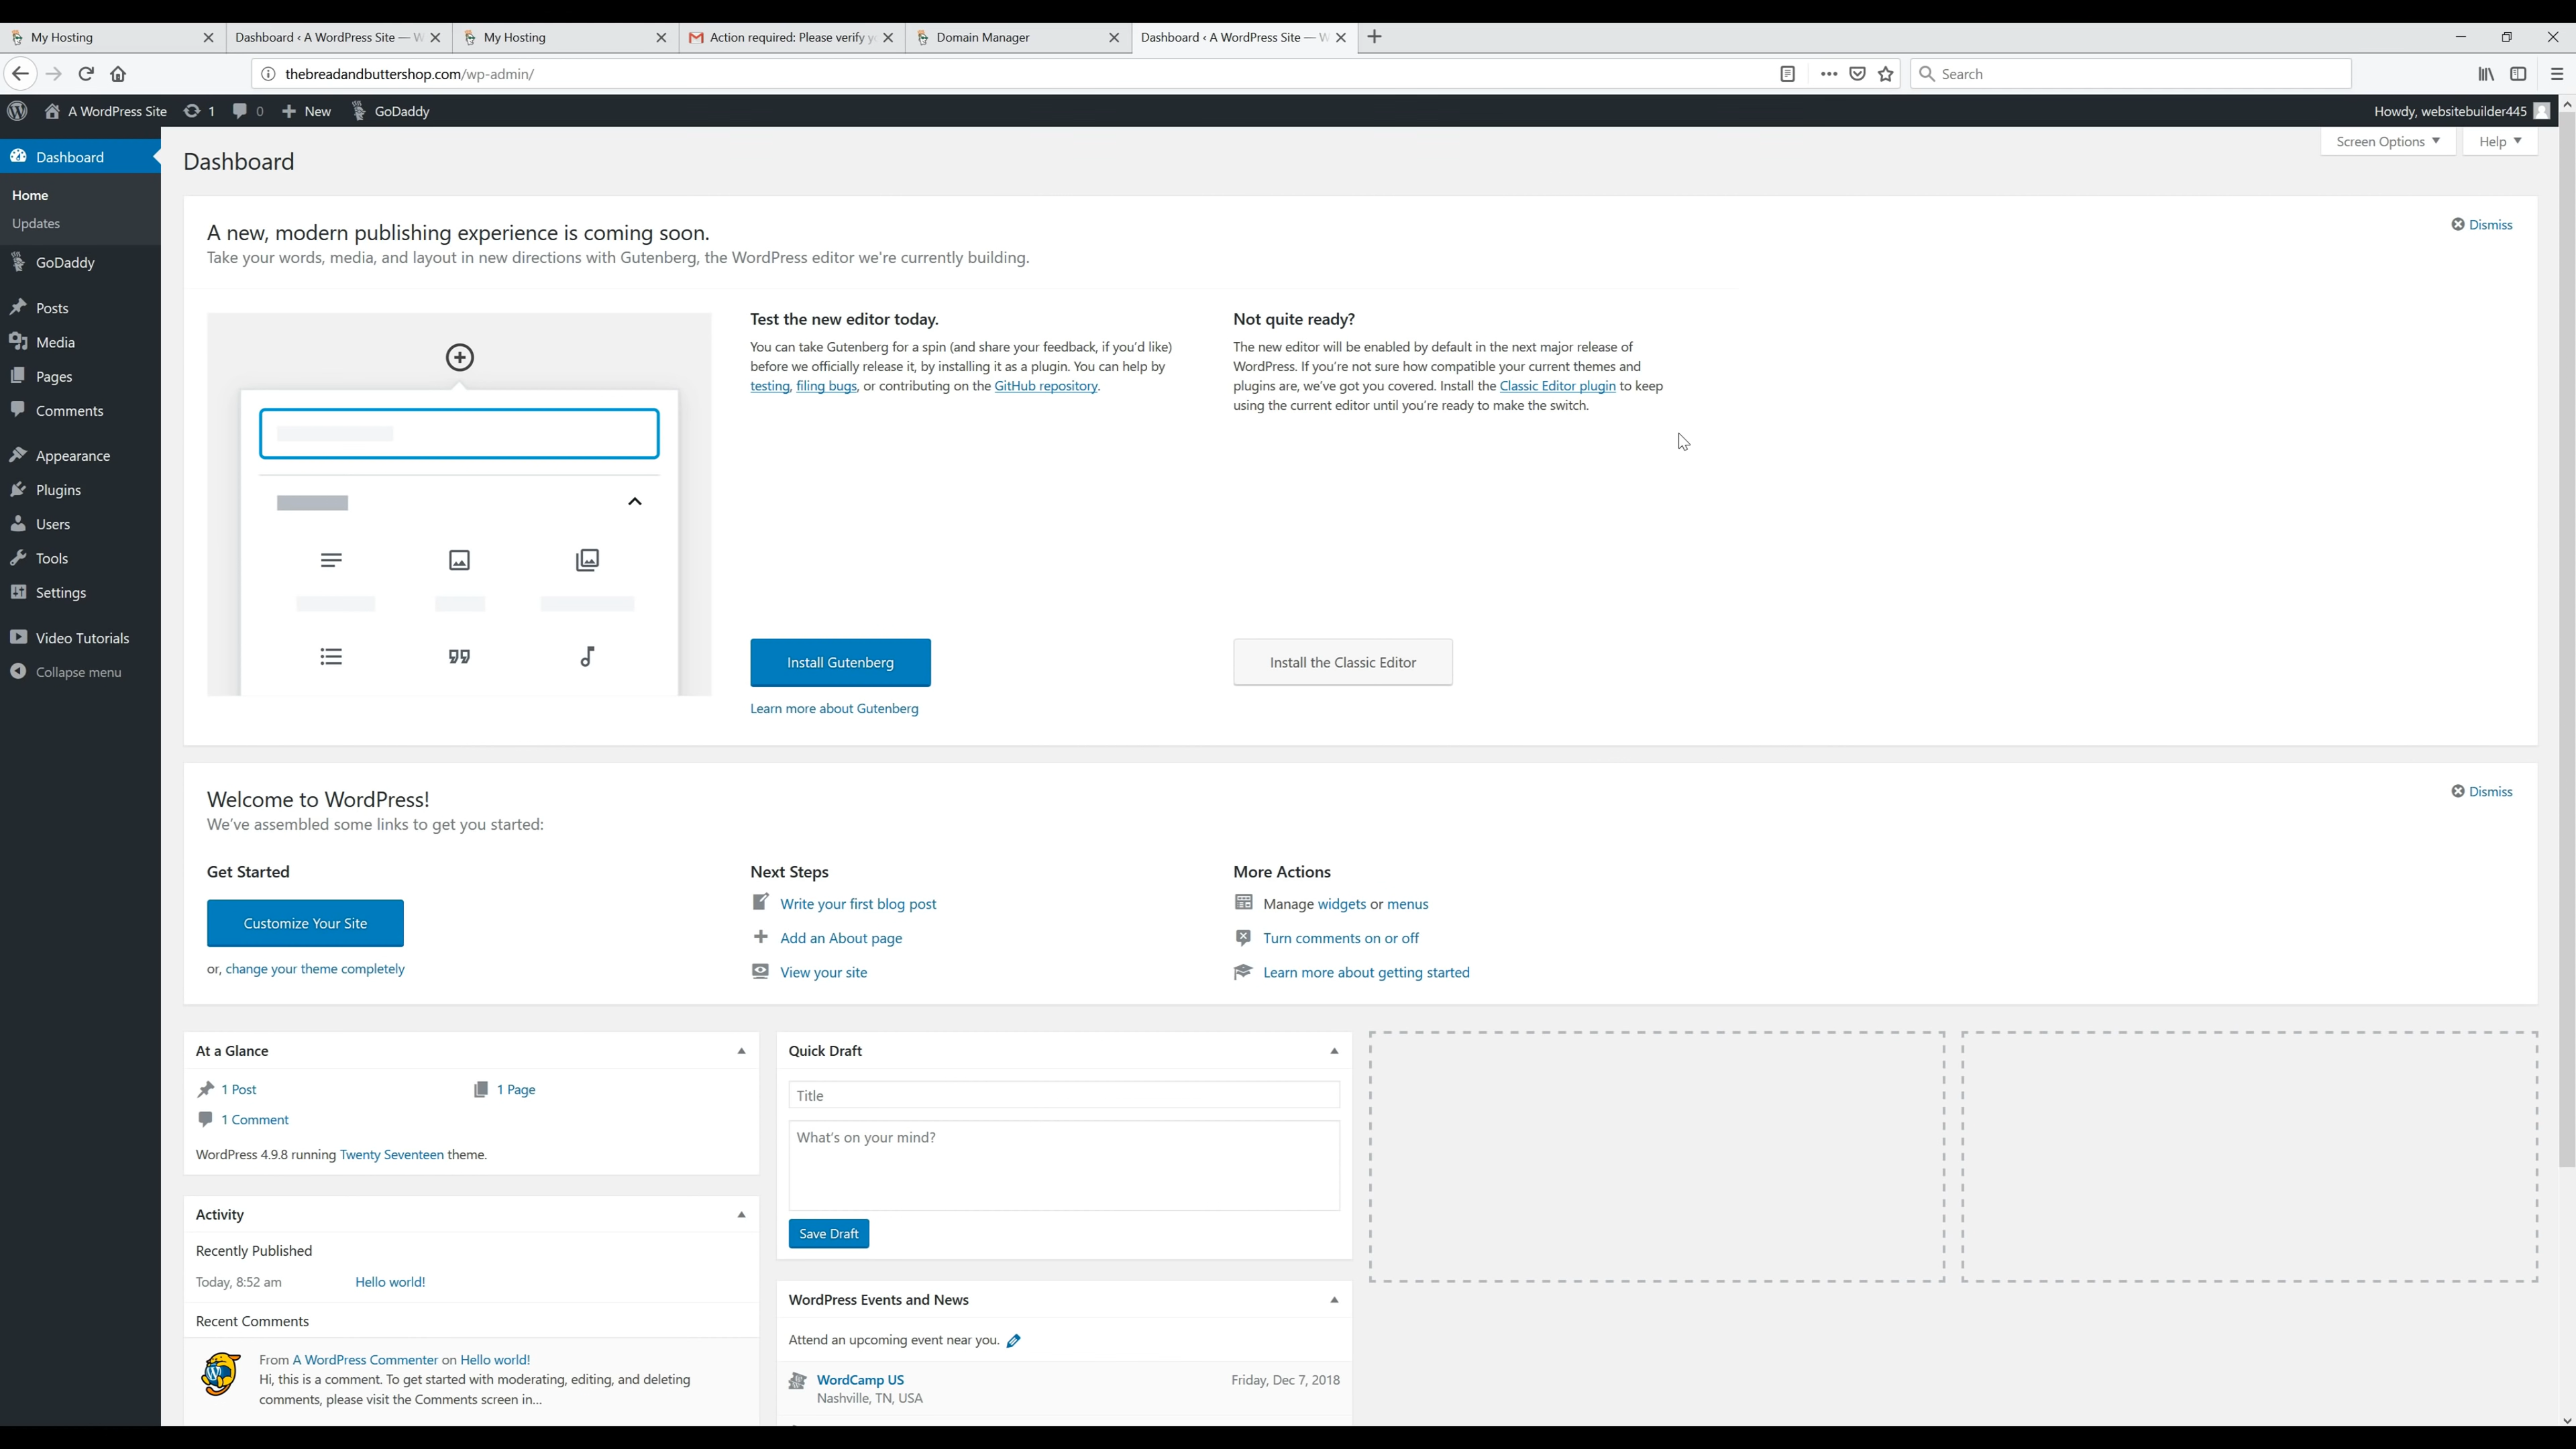 My Hosting
Dashboard ‹ A WordPress Site — W
My Hosting
Action required: Please verify y
Domain Manager
Dashboard ‹ A WordPress Site — W
thebreadandbuttershop.com/wp-admin/
Search
A WordPress Site
1
0
New
GoDaddy
Howdy, websitebuilder445
Dashboard
Home
Updates
GoDaddy
Posts
Media
Pages
Comments
Appearance
Plugins
Users
Tools
Settings
Video Tutorials
Collapse menu
Screen Options
Help
Dashboard
A new, modern publishing experience is coming soon.
Dismiss
Take your words, media, and layout in new directions with Gutenberg, the WordPress editor we're currently building.
Test the new editor today.
You can take Gutenberg for a spin (and share your feedback, if you'd like)
before we officially release it, by installing it as a plugin. You can help by
testing, filing bugs, or contributing on the GitHub repository.
Install Gutenberg
Learn more about Gutenberg
Not quite ready?
The new editor will be enabled by default in the next major release of
WordPress. If you're not sure how compatible your current themes and
plugins are, we've got you covered. Install the Classic Editor plugin to keep
using the current editor until you're ready to make the switch.
Install the Classic Editor
Welcome to WordPress!
Dismiss
We've assembled some links to get you started:
Get Started
Customize Your Site
or, change your theme completely
Next Steps
Write your first blog post
Add an About page
View your site
More Actions
Manage widgets or menus
Turn comments on or off
Learn more about getting started
At a Glance
1 Post
1 Page
1 Comment
WordPress 4.9.8 running Twenty Seventeen theme.
Activity
Recently Published
Today, 8:52 am
Hello world!
Recent Comments
From A WordPress Commenter on Hello world!
Hi, this is a comment. To get started with moderating, editing, and deleting
comments, please visit the Comments screen in...
Quick Draft
Title
What's on your mind?
Save Draft
WordPress Events and News
Attend an upcoming event near you.
WordCamp US
Friday, Dec 7, 2018
Nashville, TN, USA